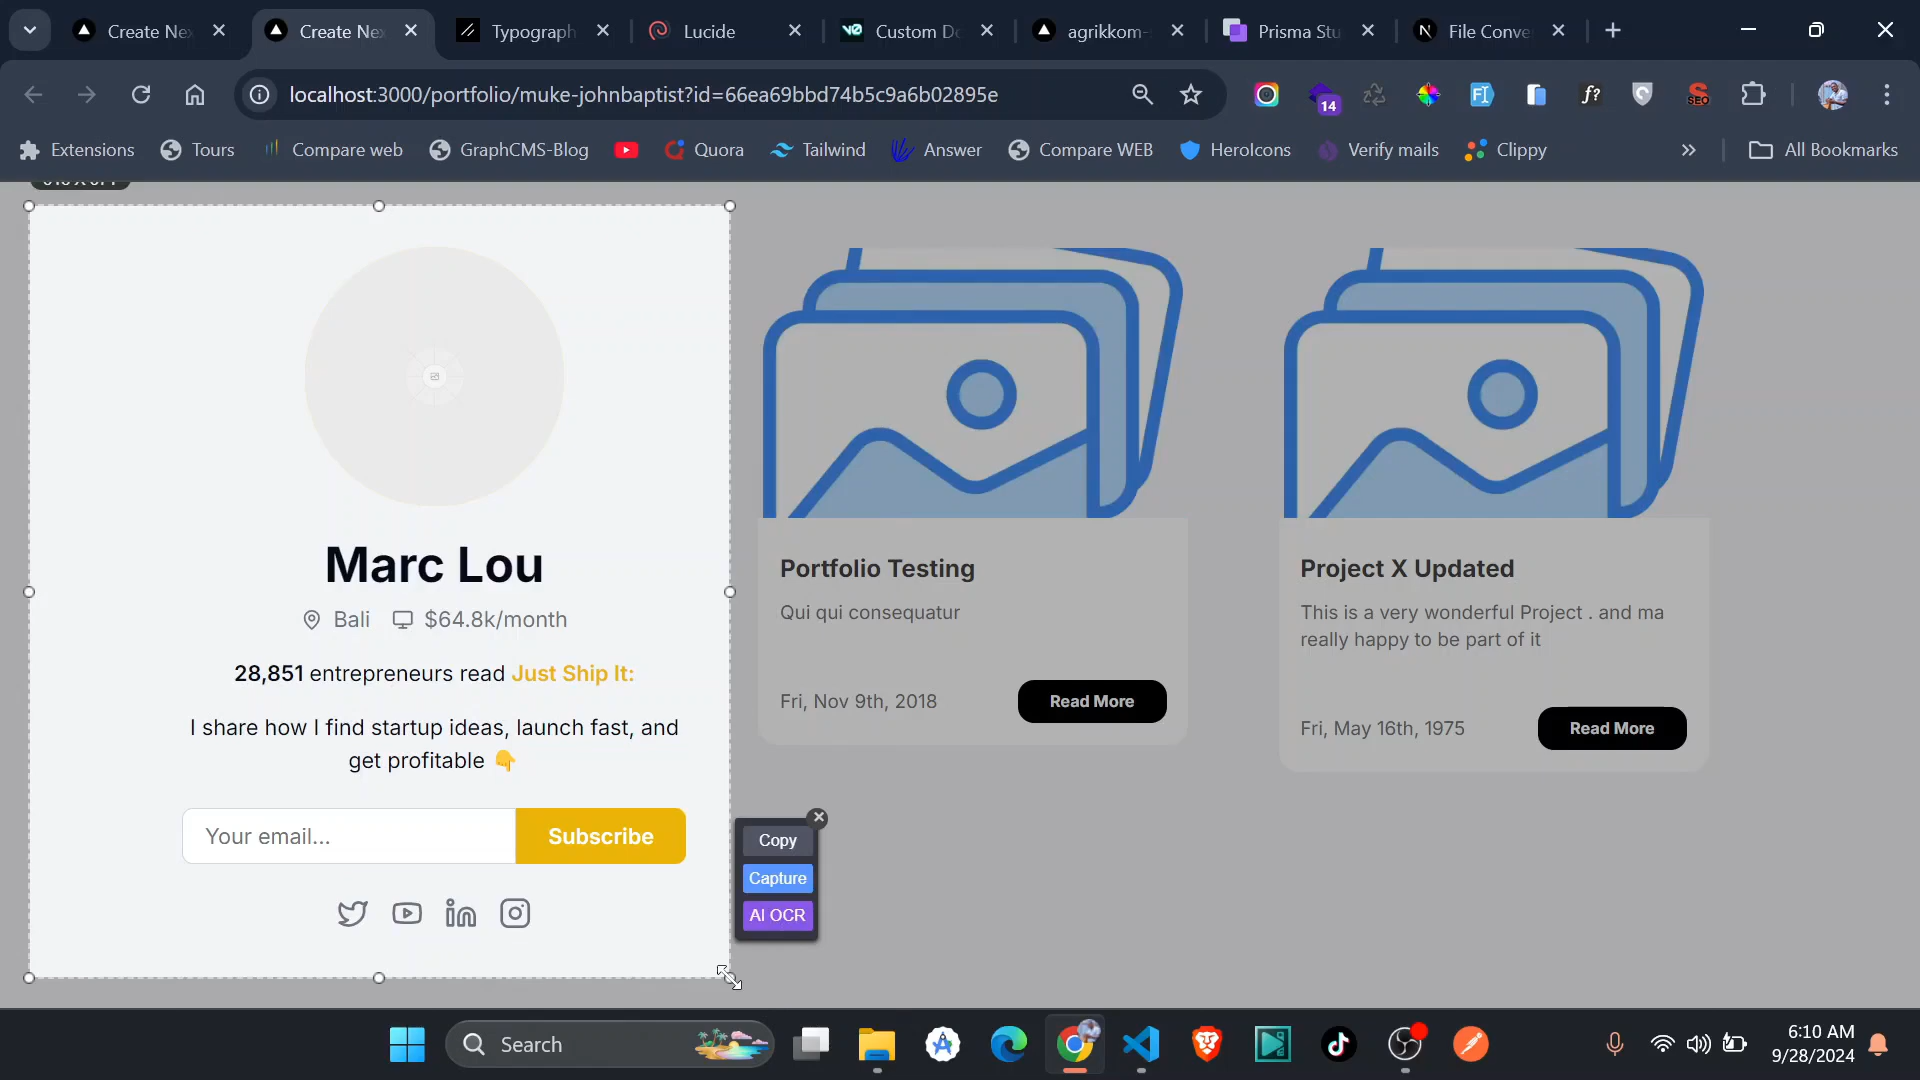 Create Nex
Create Nex
Typograph
Lucide
Custom Do
agrikkom-
Prisma Stu
File Conve
localhost:3000/portfolio/muke-johnbaptist?id=66ea69bbd74b5c9a6b02895e
14
f?
SEO
Extensions
Tours
Compare web
GraphCMS-Blog
Quora
Tailwind
Answer
Compare WEB
HeroIcons
Verify mails
Clippy
All Bookmarks
Marc Lou
Bali $64.8k/month
28,851 entrepreneurs read Just Ship It:
I share how I find startup ideas, launch fast, and
get profitable 👇
Your email...
Subscribe
Portfolio Testing
Qui qui consequatur
Fri, Nov 9th, 2018
Read More
Project X Updated
This is a very wonderful Project . and ma
really happy to be part of it
Fri, May 16th, 1975
Read More
Copy
Capture
AI OCR
Search
6:10 AM
9/28/2024